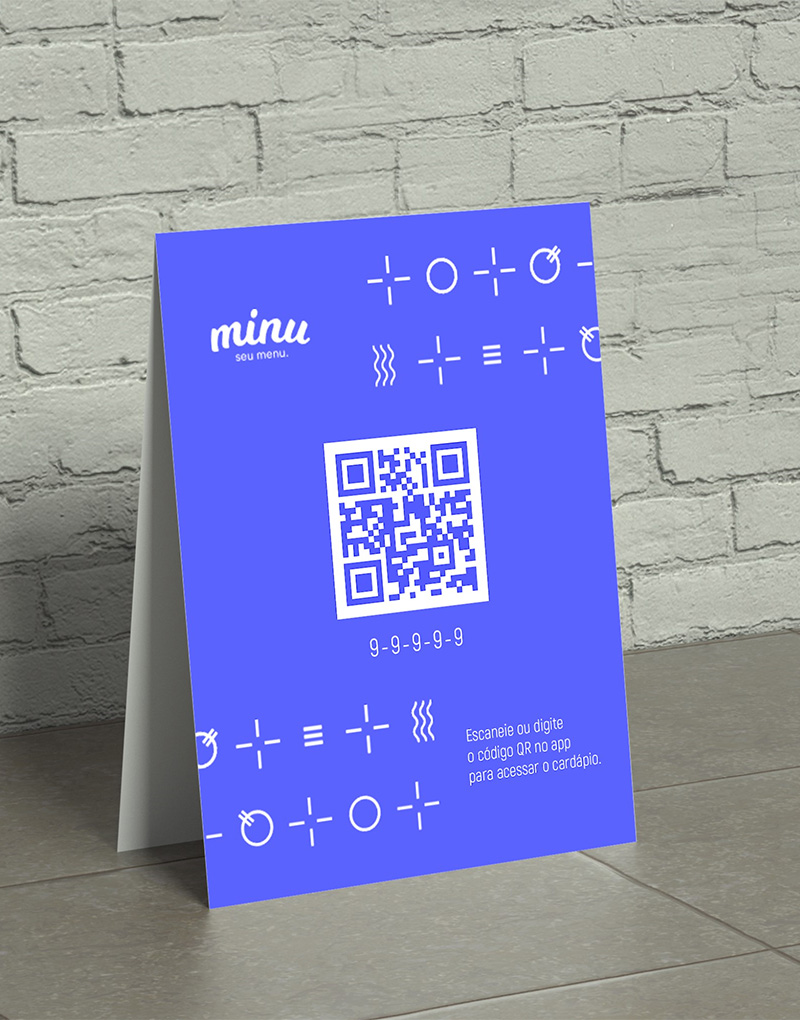 minu
seu menu.
9-9-9-9-9
Escaneie ou digite
o código QR no app
para acessar o cardápio.